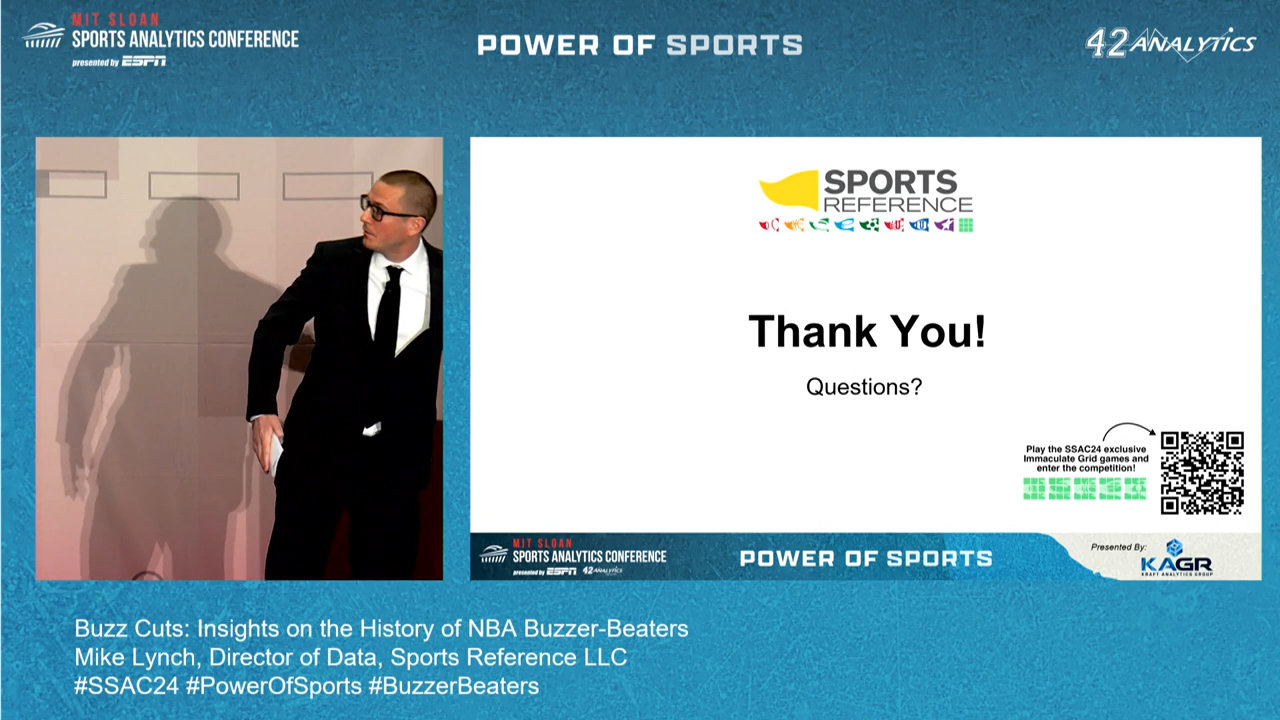 MIT SLOAN
SPORTS ANALYTICS CONFERENCE
presented by ESPN
POWER OF SPORTS
42 ANALYTICS
SPORTS
REFERENCE
Thank You!
Questions?
Play the SSAC24 exclusive
Immaculate Grid games and
enter the competition!
MIT SLOAN
SPORTS ANALYTICS CONFERENCE
presented by ESPN 42 ANALYTICS
POWER OF SPORTS
Presented By:
KAGR
KRAFT ANALYTICS GROUP
Buzz Cuts: Insights on the History of NBA Buzzer-Beaters
Mike Lynch, Director of Data, Sports Reference LLC
#SSAC24 #PowerOfSports #BuzzerBeaters